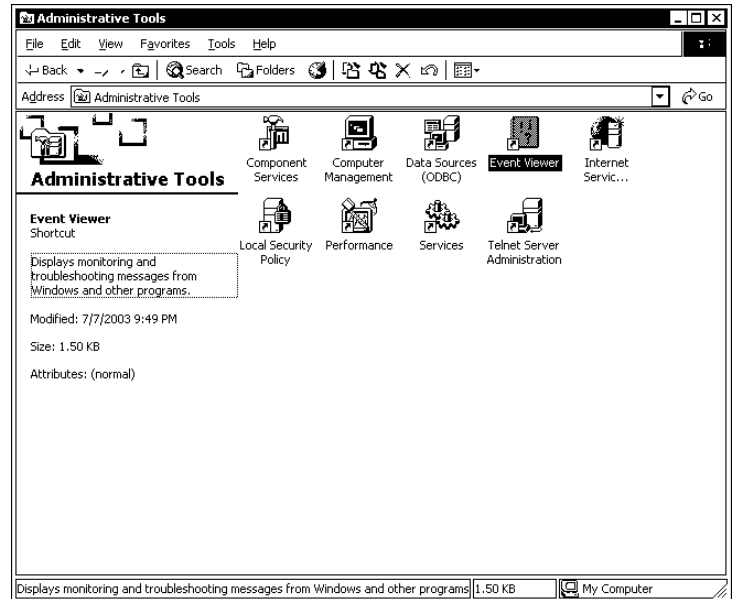 Administrative Tools
File Edit View Favorites Tools Help
Back Search Folders
Address Administrative Tools Go
Administrative Tools
Event Viewer
Shortcut
Displays monitoring and
troubleshooting messages from
Windows and other programs.
Modified: 7/7/2003 9:49 PM
Size: 1.50 KB
Attributes: (normal)
Component
Services
Computer
Management
Data Sources
(ODBC)
Event Viewer
Internet
Servic...
Local Security
Policy
Performance
Services
Telnet Server
Administration
Displays monitoring and troubleshooting messages from Windows and other programs 1.50 KB My Computer